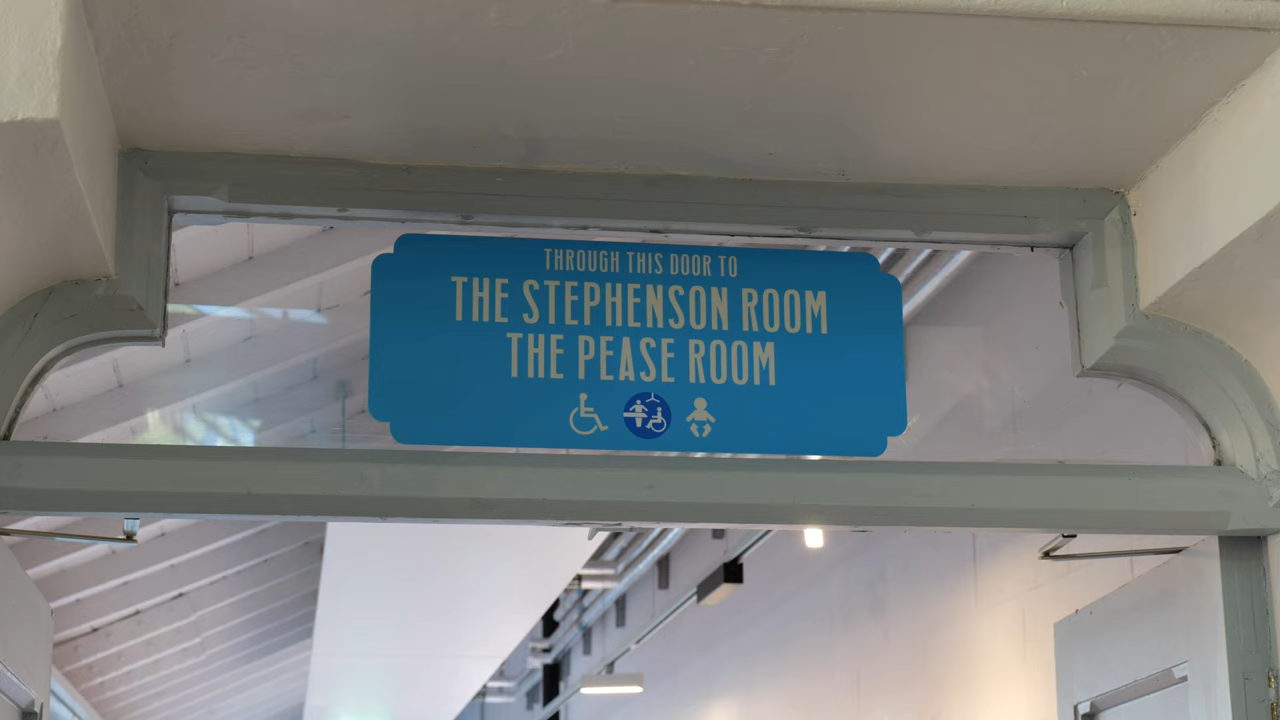 THROUGH THIS DOOR TO
THE STEPHENSON ROOM
THE PEASE ROOM